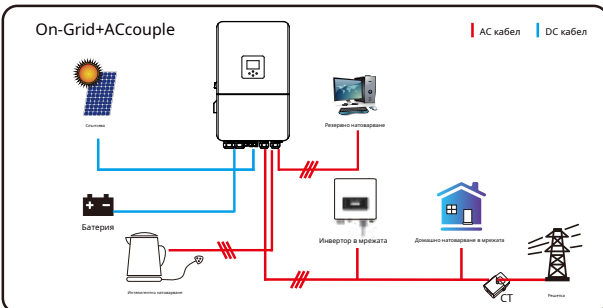 On-Grid+ACcouple
AC кабел
DC кабел
Резервно натоварване
Батерия
Инвертор в мрежата
Домашно натоварване в мрежата
Интелигентно натоварване
CT
Решетка